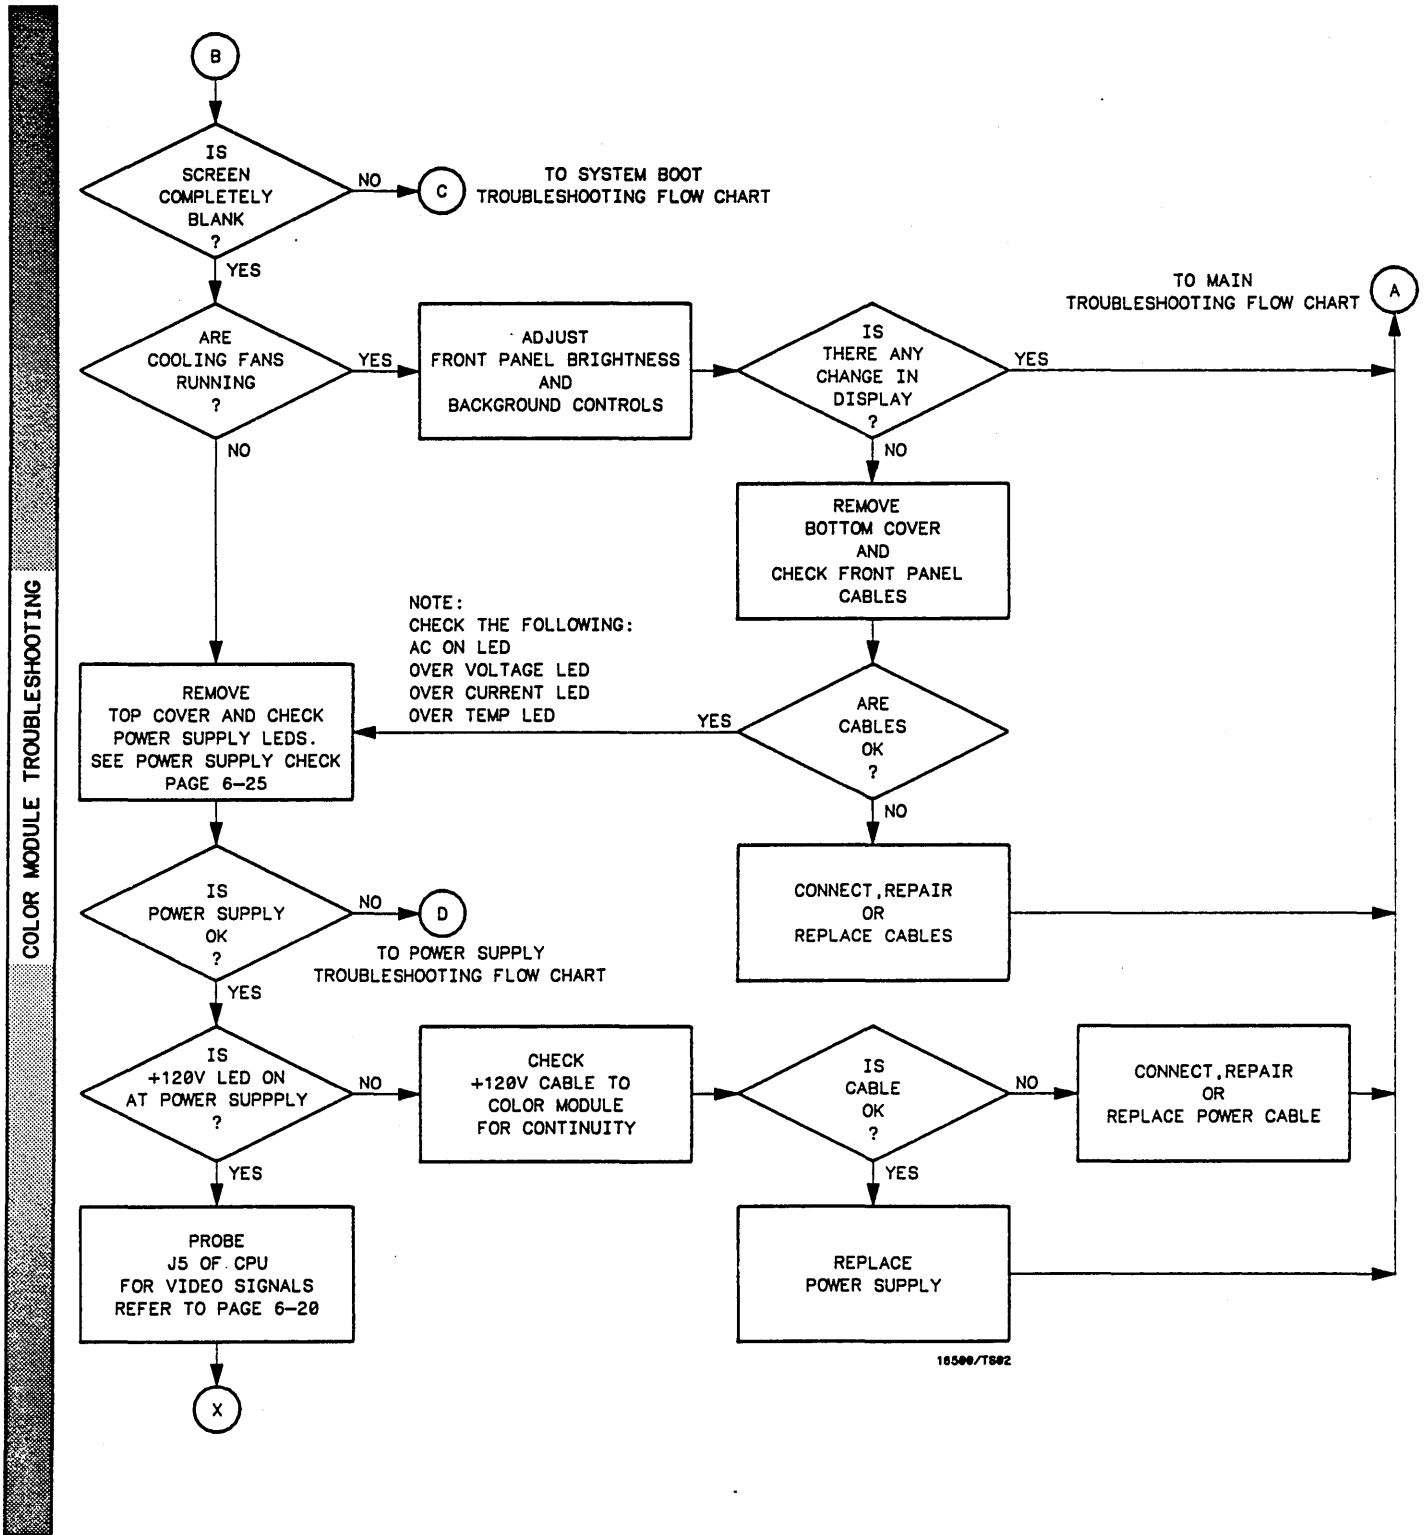 COLOR MODULE TROUBLESHOOTING
B
IS
SCREEN
COMPLETELY
BLANK
?
NO
C
TO SYSTEM BOOT
TROUBLESHOOTING FLOW CHART
YES
ARE
COOLING FANS
RUNNING
?
YES
ADJUST
FRONT PANEL BRIGHTNESS
AND
BACKGROUND CONTROLS
IS
THERE ANY
CHANGE IN
DISPLAY
?
YES
TO MAIN
TROUBLESHOOTING FLOW CHART
A
NO
NO
REMOVE
BOTTOM COVER
AND
CHECK FRONT PANEL
CABLES
NOTE:
CHECK THE FOLLOWING:
AC ON LED
OVER VOLTAGE LED
OVER CURRENT LED
OVER TEMP LED
REMOVE
TOP COVER AND CHECK
POWER SUPPLY LEDS.
SEE POWER SUPPLY CHECK
PAGE 6-25
YES
ARE
CABLES
OK
?
NO
CONNECT,REPAIR
OR
REPLACE CABLES
IS
POWER SUPPLY
OK
?
NO
D
TO POWER SUPPLY
TROUBLESHOOTING FLOW CHART
YES
IS
+120V LED ON
AT POWER SUPPPLY
?
NO
CHECK
+120V CABLE TO
COLOR MODULE
FOR CONTINUITY
IS
CABLE
OK
?
NO
CONNECT,REPAIR
OR
REPLACE POWER CABLE
YES
YES
PROBE
J5 OF CPU
FOR VIDEO SIGNALS
REFER TO PAGE 6-20
REPLACE
POWER SUPPLY
16500/TS02
X